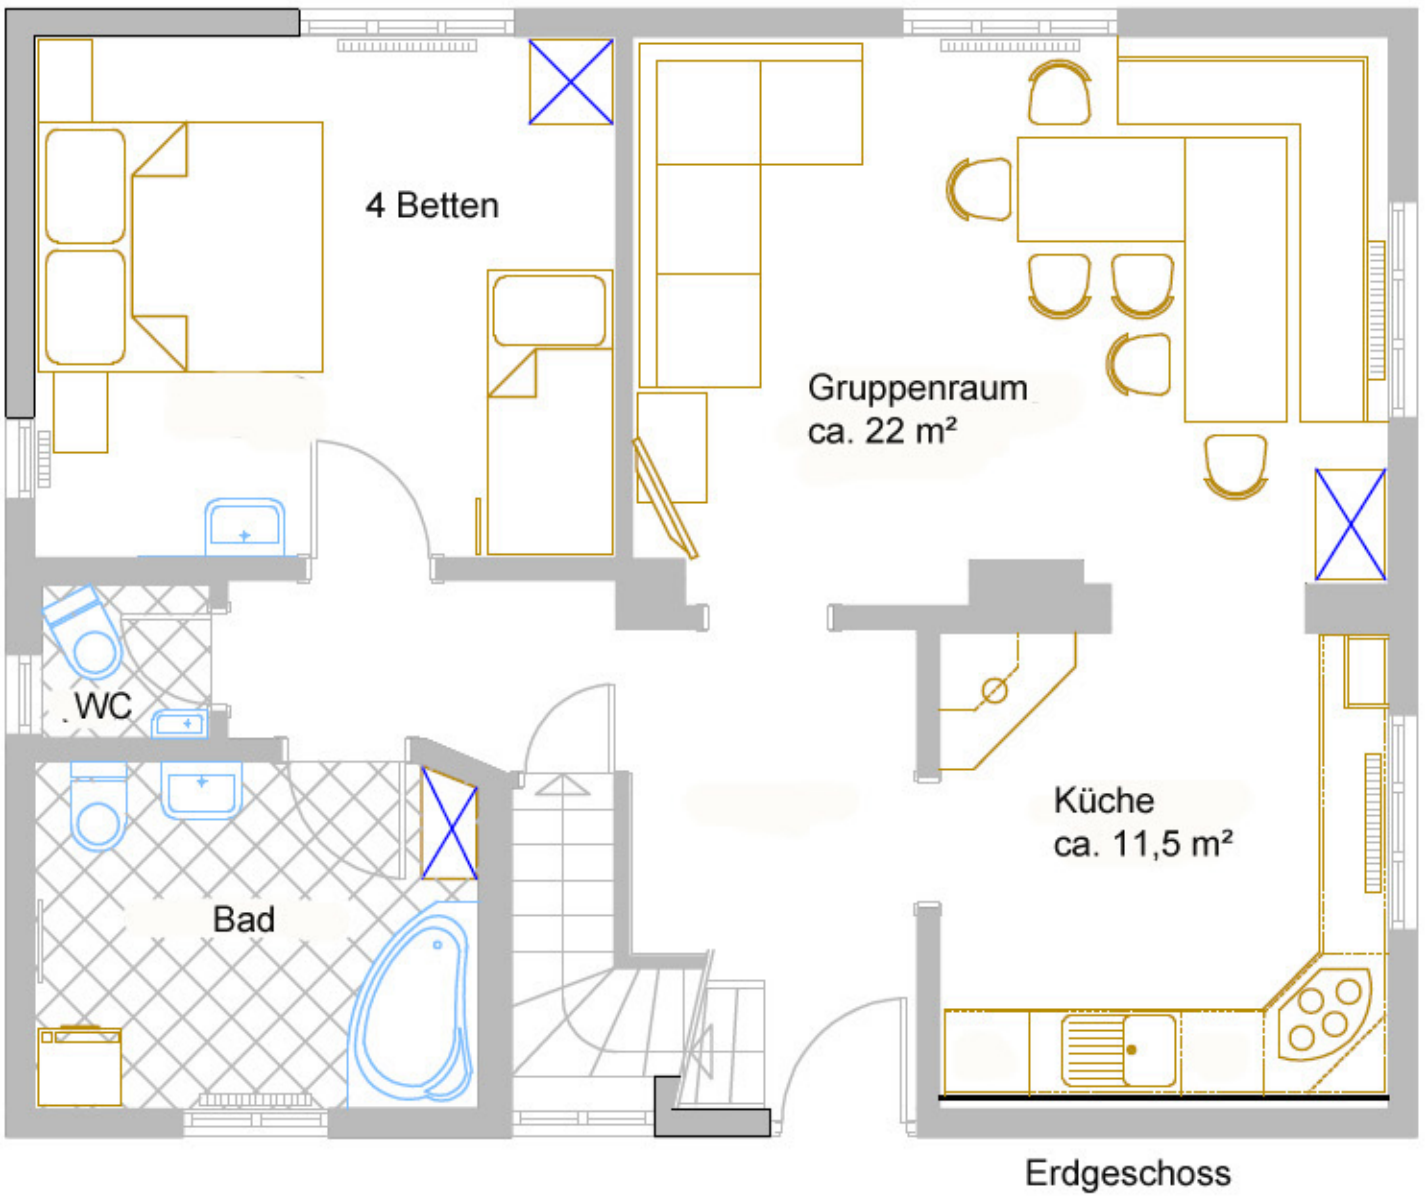 4 Betten
Gruppenraum
ca. 22 m²
WC
Küche
ca. 11,5 m²
Bad
Erdgeschoss